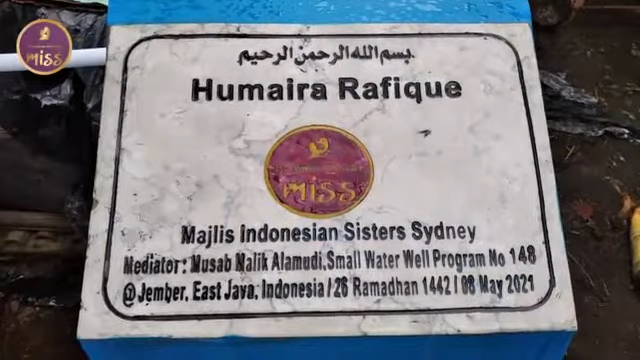 miss
بسم الله الرحمن الرحيم
Humaira Rafique
miss
Majlis Indonesian Sisters Sydney
Mediator : Musab Malik Alamudi,Small Water Well Program No 148
@Jember, East Java, Indonesia / 26 Ramadhan 1442 / 08 May 2021